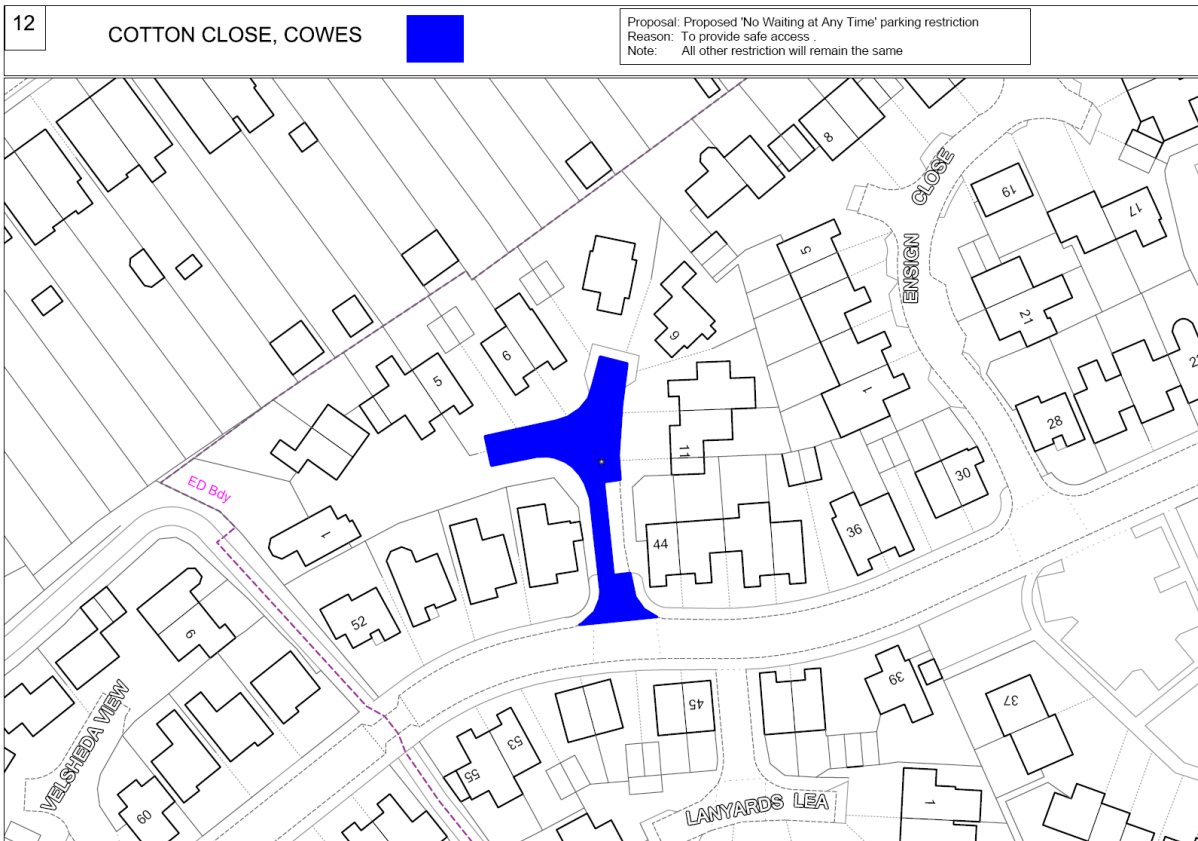 12
COTTON CLOSE, COWES
Proposal: Proposed 'No Waiting at Any Time' parking restriction
Reason: To provide safe access .
Note: All other restriction will remain the same
8
19
17
CLOSE
ENSIGN
5
21
9
6
5
1
28
11
30
36
44
ED Bdy
1
52
9
39
37
45
53
55
VELSHEDA VIEW
60
LANYARDS LEA
1